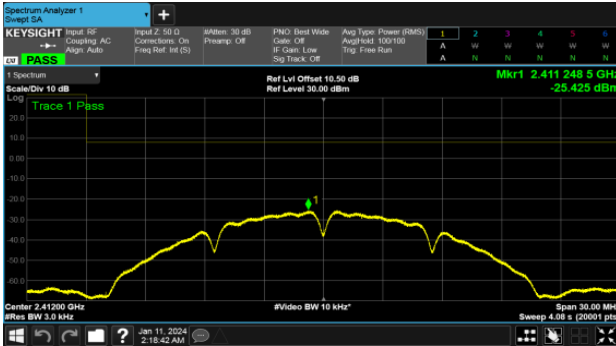 Spectrum Analyzer 1
Swept SA
+
KEYSIGHT Input: RF Input Z: 50 Ω #Atten: 30 dB PNO: Best Wide Avg Type: Power (RMS) 1 2 3 4 5 6
Coupling: AC Corrections: On Preamp: Off Gate: Off Avg|Hold: 100/100 A W W W W W
Align: Auto Freq Ref: Int (S) IF Gain: Low Trig: Free Run
Sig Track: Off A N N N N N
LXI PASS
1 Spectrum
Scale/Div 10 dB
Ref Lvl Offset 10.50 dB
Ref Level 30.00 dBm
Mkr1 2.411 248 5 GHz
-25.425 dBm
Log
Trace 1 Pass
20.0
10.0
0.00
-10.0
-20.0
-30.0
-40.0
-50.0
-60.0
1
Center 2.41200 GHz #Video BW 10 kHz* Span 30.00 MH
#Res BW 3.0 kHz Sweep 4.08 s (20001 pts
? Jan 11, 2024
2:18:42 AM